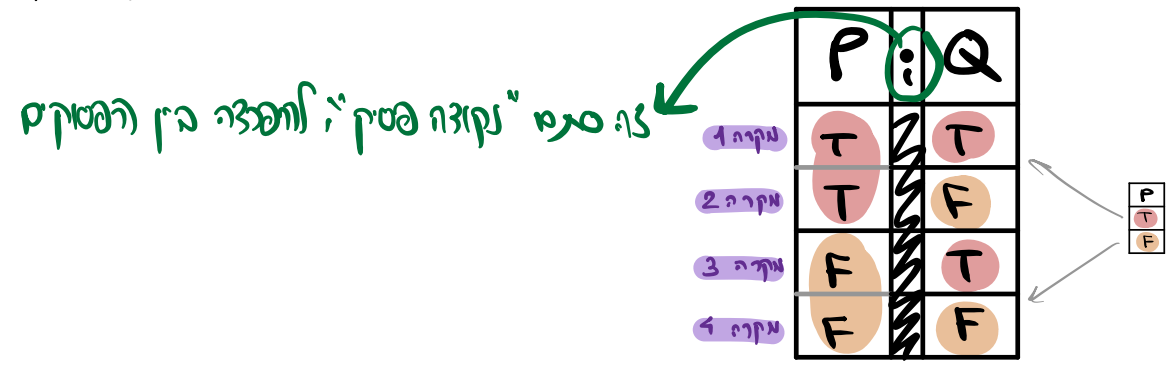 P ; Q
זה סתם "נקודה פסיק"; להפרדה בין הפסוקים
מקרה 1 T T
מקרה 2 T F
מקרה 3 F T
מקרה 4 F F
P
T
F